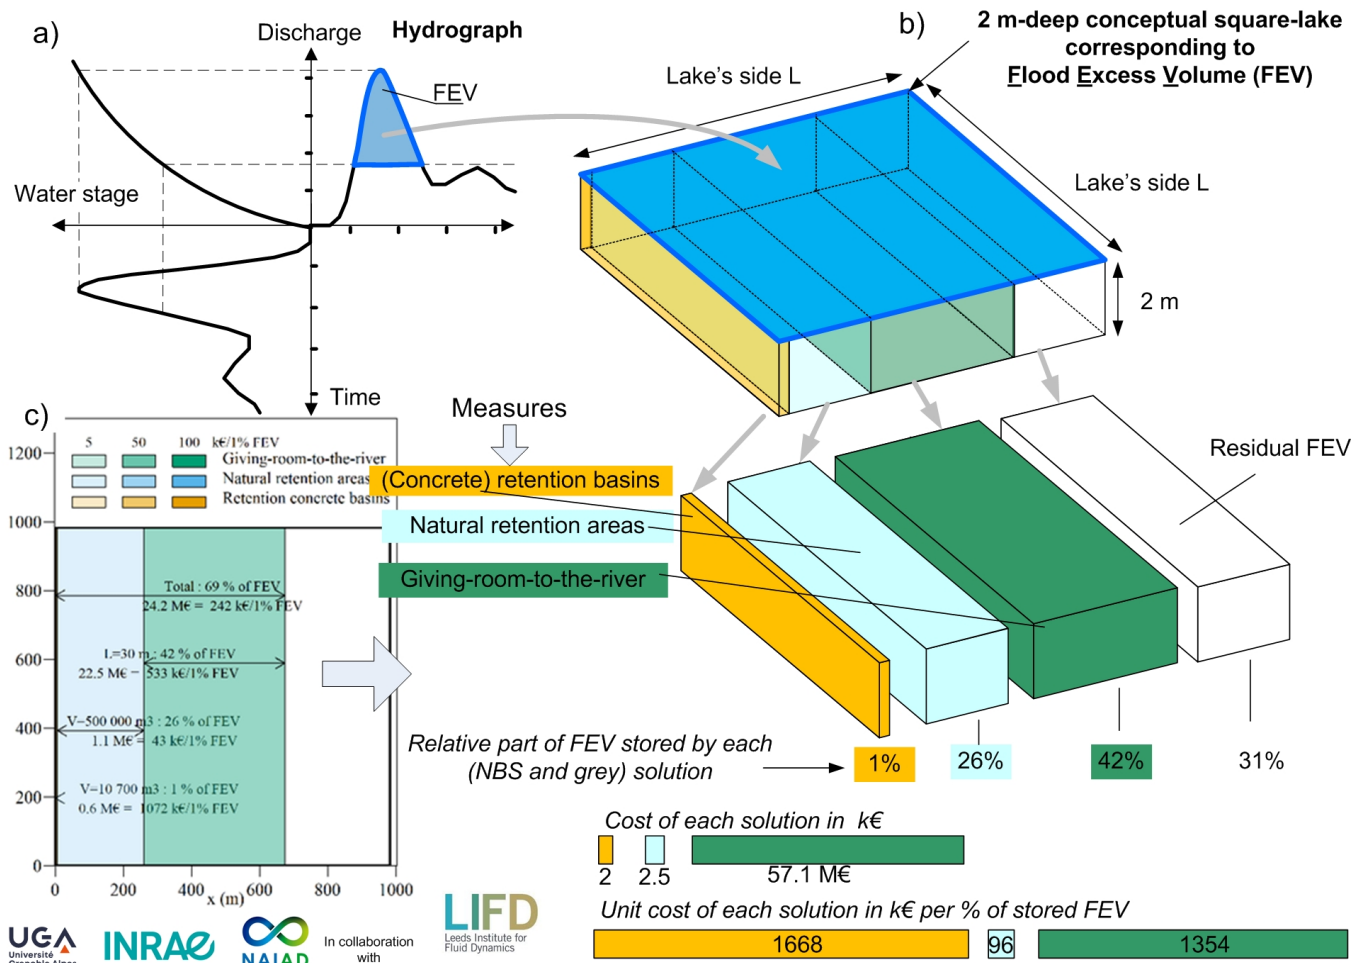 a)
Discharge
Hydrograph
FEV
Water stage
Time
b)
2 m-deep conceptual square-lake
corresponding to
Flood Excess Volume (FEV)
Lake's side L
Lake's side L
2 m
c)
5 50 100 k€/1% FEV
Giving-room-to-the-river
Natural retention areas
Retention concrete basins
1200
1000
800
600
400
200
0
0 200 400 600 800 1000
x (m)
Total : 69 % of FEV
24.2 M€ = 242 k€/1% FEV
L=30 m : 42 % of FEV
22.5 M€ = 533 k€/1% FEV
V=500 000 m3 : 26 % of FEV
1.1 M€ = 43 k€/1% FEV
V=10 700 m3 : 1 % of FEV
0.6 M€ = 1072 k€/1% FEV
Measures
(Concrete) retention basins
Natural retention areas
Giving-room-to-the-river
Residual FEV
Relative part of FEV stored by each
(NBS and grey) solution
1% 26% 42% 31%
Cost of each solution in k€
2 2.5 57.1 M€
Unit cost of each solution in k€ per % of stored FEV
1668 96 1354
UGA
Université
Grenoble Alpes
INRAE
NAIAD
In collaboration
with
LIFD
Leeds Institute for
Fluid Dynamics